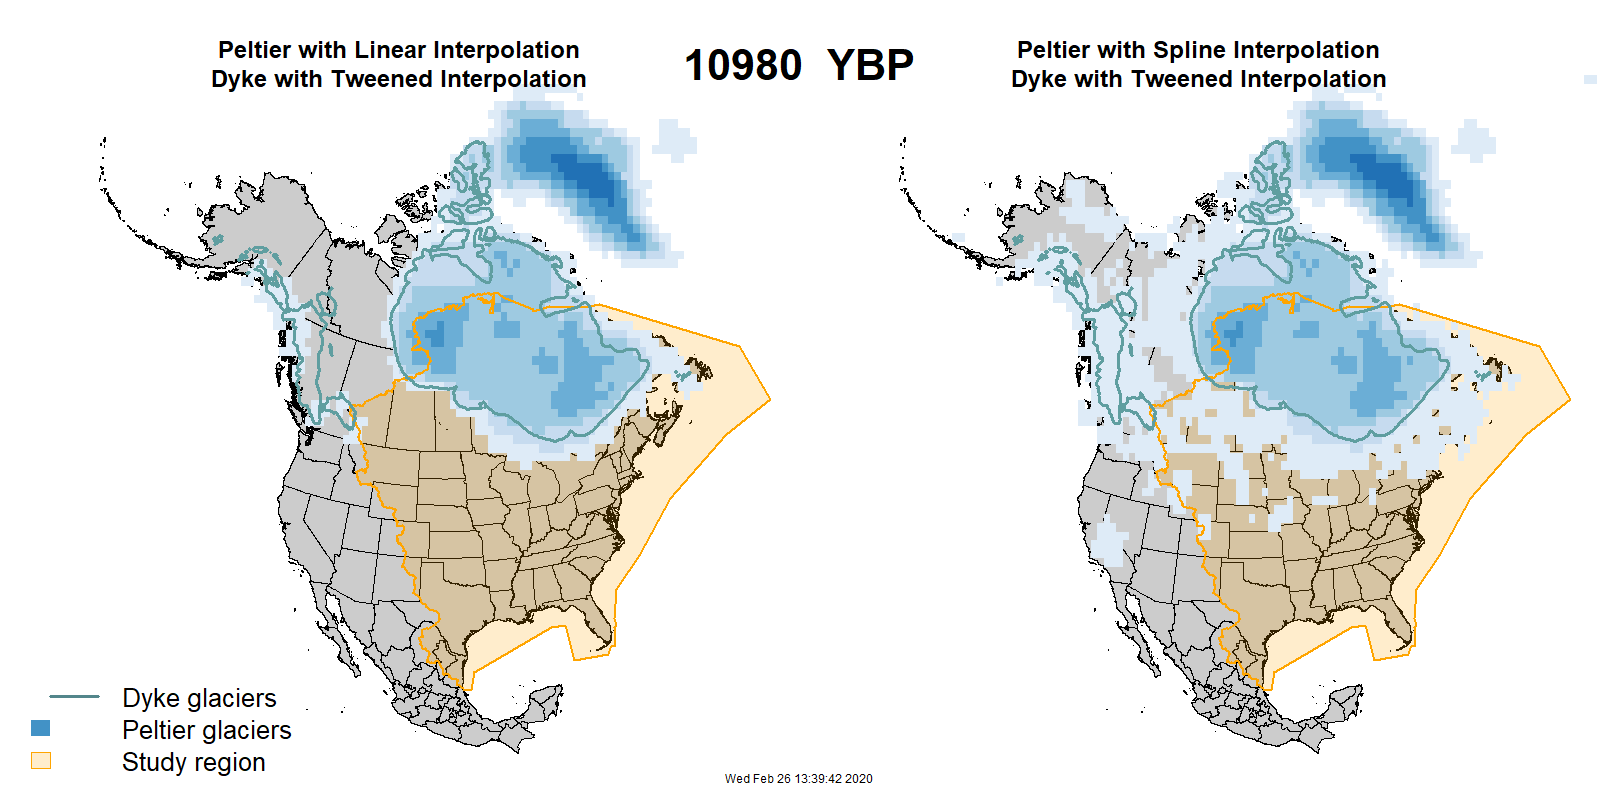 Peltier with Linear Interpolation
Dyke with Tweened Interpolation
10980 YBP
Peltier with Spline Interpolation
Dyke with Tweened Interpolation
Dyke glaciers
Peltier glaciers
Study region
Wed Feb 26 13:39:42 2020